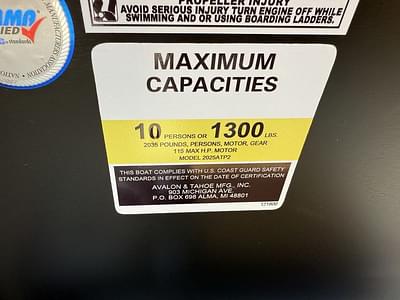 PROPELLER INJURY
AVOID SERIOUS INJURY TURN ENGINE OFF WHILE
SWIMMING AND OR USING BOARDING LADDERS.
MAXIMUM
CAPACITIES
10 PERSONS OR 1300 LBS.
2035 POUNDS, PERSONS, MOTOR, GEAR
115 MAX H.P. MOTOR
MODEL 2025ATP2
THIS BOAT COMPLIES WITH U.S. COAST GUARD SAFETY
STANDARDS IN EFFECT ON THE DATE OF CERTIFICATION
AVALON & TAHOE MFG., INC.
903 MICHIGAN AVE.
P.O. BOX 698 ALMA, MI 48801